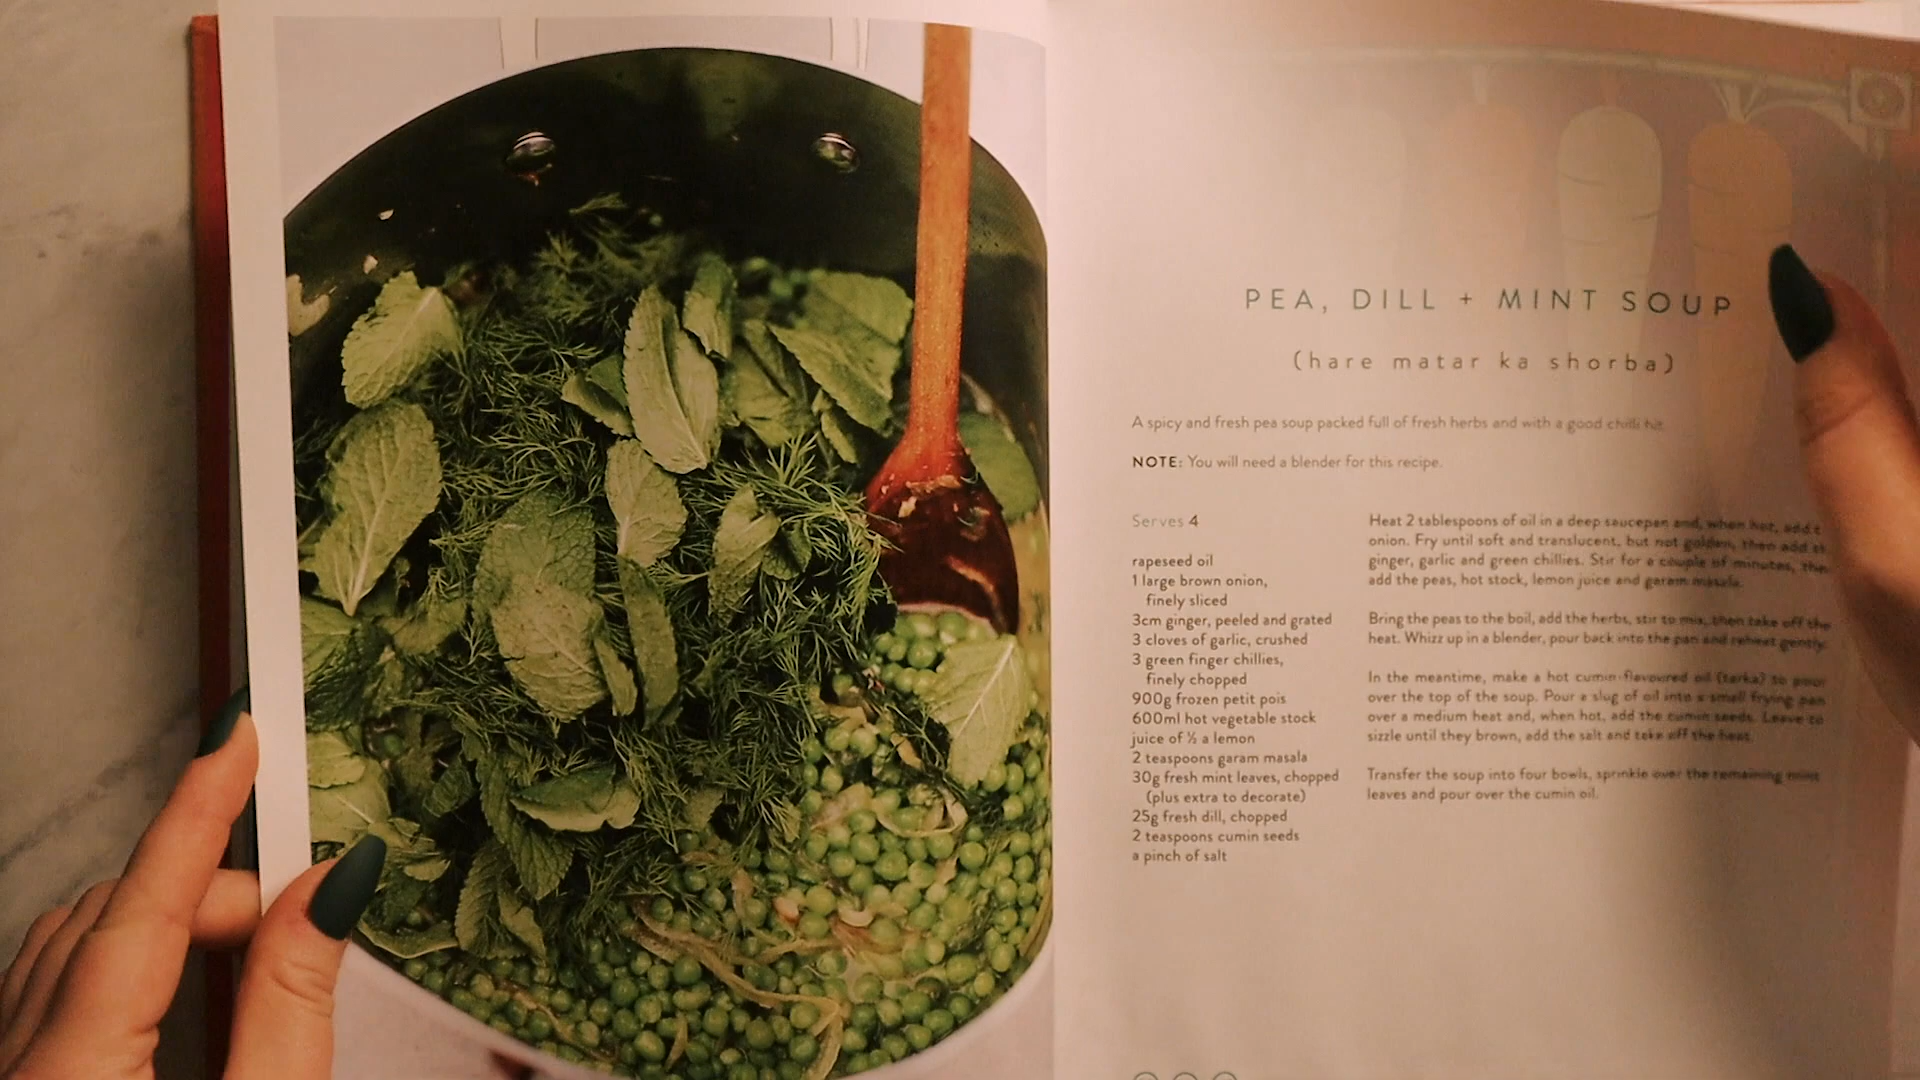 PEA, DILL + MINT SOUP
(hare matar ka shorba)
A spicy and fresh pea soup packed full of fresh herbs and with a good chilli hit.
NOTE: You will need a blender for this recipe.
Serves 4
rapeseed oil
1 large brown onion,
finely sliced
3cm ginger, peeled and grated
3 cloves of garlic, crushed
3 green finger chillies,
finely chopped
900g frozen petit pois
600ml hot vegetable stock
juice of ½ a lemon
2 teaspoons garam masala
30g fresh mint leaves, chopped
(plus extra to decorate)
25g fresh dill, chopped
2 teaspoons cumin seeds
a pinch of salt
Heat 2 tablespoons of oil in a deep saucepan and, when hot, add
onion. Fry until soft and translucent, but not golden, then add
ginger, garlic and green chillies. Stir for a couple of minutes,
add the peas, hot stock, lemon juice and garam masala.
Bring the peas to the boil, add the herbs, stir to mix, then take off the
heat. Whizz up in a blender, pour back into the pan and reheat gently.
In the meantime, make a hot cumin-flavoured oil (tarka) to pour
over the top of the soup. Pour a slug of oil into a small frying pan
over a medium heat and, when hot, add the cumin seeds. Leave to
sizzle until they brown, add the salt and take off the heat.
Transfer the soup into four bowls, sprinkle over the remaining mint
leaves and pour over the cumin oil.